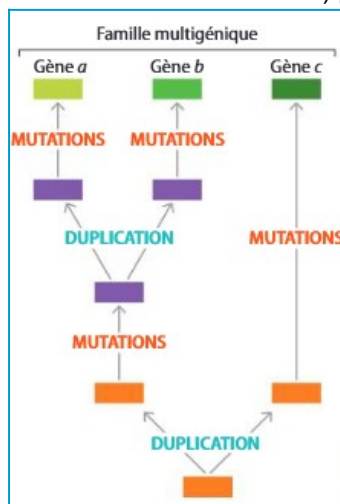 Famille multigénique
Gène a Gène b Gène c
MUTATIONS MUTATIONS
DUPLICATION
MUTATIONS
MUTATIONS
DUPLICATION